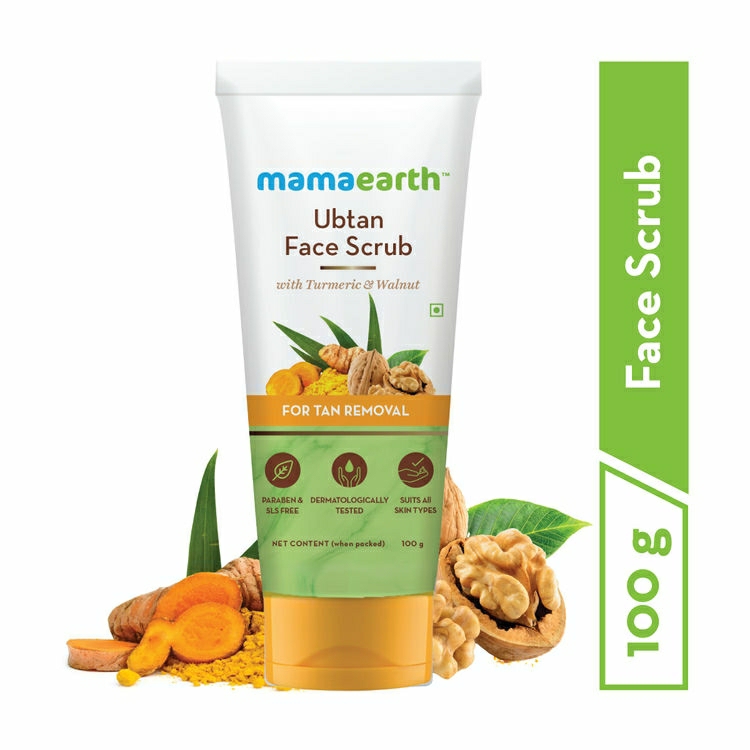 mamaearth™
Ubtan
Face Scrub
with Turmeric & Walnut
FOR TAN REMOVAL
PARABEN &
SLS FREE
DERMATOLOGICALLY
TESTED
SUITS All
SKIN TYPES
NET CONTENT (when packed) 100 g
Face Scrub
100 g